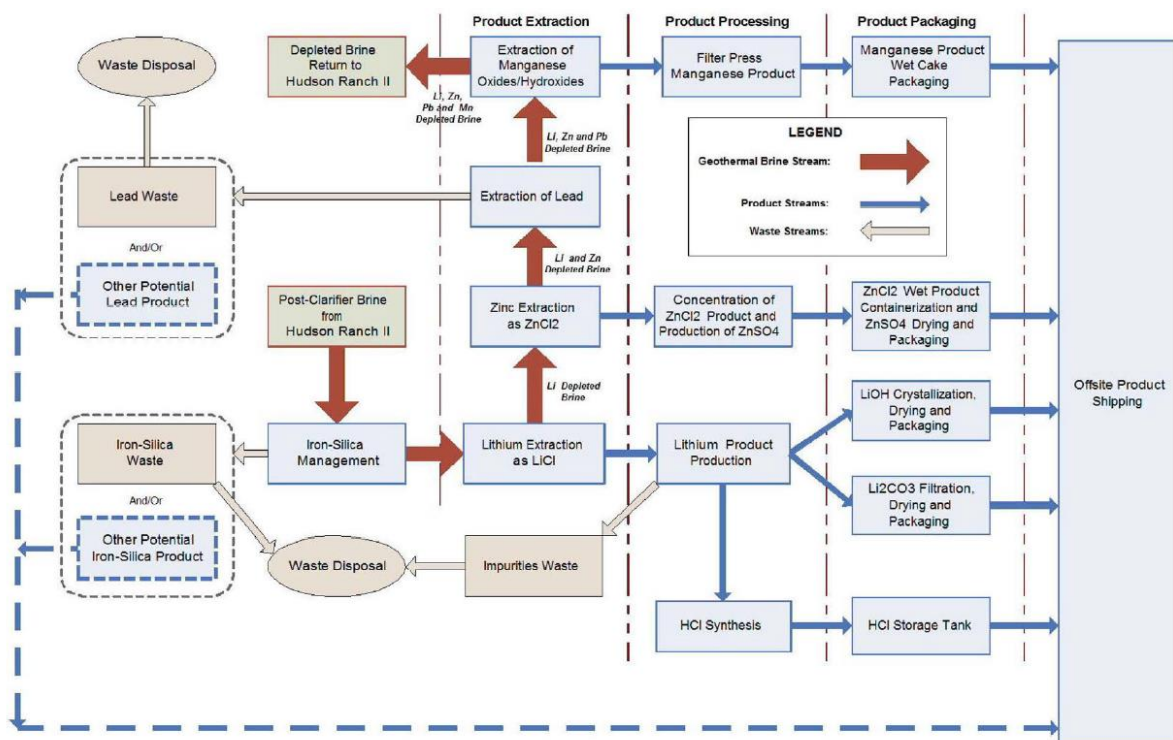 Product Extraction
Product Processing
Product Packaging
Waste Disposal
Depleted Brine
Return to
Hudson Ranch II
Extraction of
Manganese
Oxides/Hydroxides
Filter Press
Manganese Product
Manganese Product
Wet Cake
Packaging
Li, Zn,
Pb and Mn
Depleted Brine
Li, Zn and Pb
Depleted Brine
LEGEND
Geothermal Brine Stream:
Product Streams:
Waste Streams:
Lead Waste
Extraction of Lead
And/Or
Other Potential
Lead Product
Li and Zn
Depleted Brine
Post-Clarifier Brine
from
Hudson Ranch II
Zinc Extraction
as ZnCl2
Concentration of
ZnCl2 Product and
Production of ZnSO4
ZnCl2 Wet Product
Containerization and
ZnSO4 Drying and
Packaging
Offsite Product
Shipping
Li Depleted
Brine
LiOH Crystallization,
Drying and
Packaging
Iron-Silica
Waste
Iron-Silica
Management
Lithium Extraction
as LiCl
Lithium Product
Production
Li2CO3 Filtration,
Drying and
Packaging
And/Or
Other Potential
Iron-Silica Product
Waste Disposal
Impurities Waste
HCl Synthesis
HCl Storage Tank